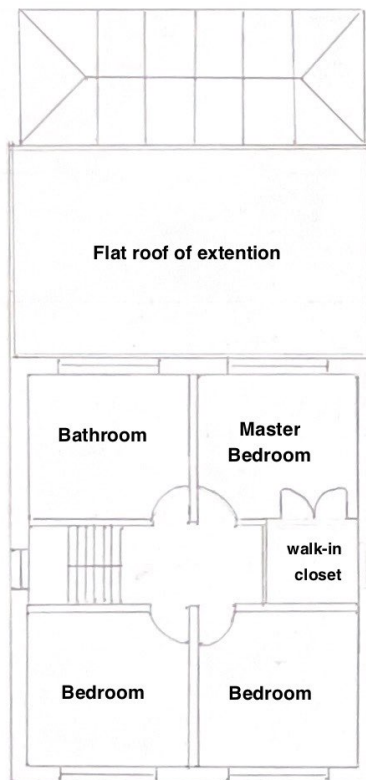 Flat roof of extention
Bathroom
Master
Bedroom
walk-in
closet
Bedroom
Bedroom